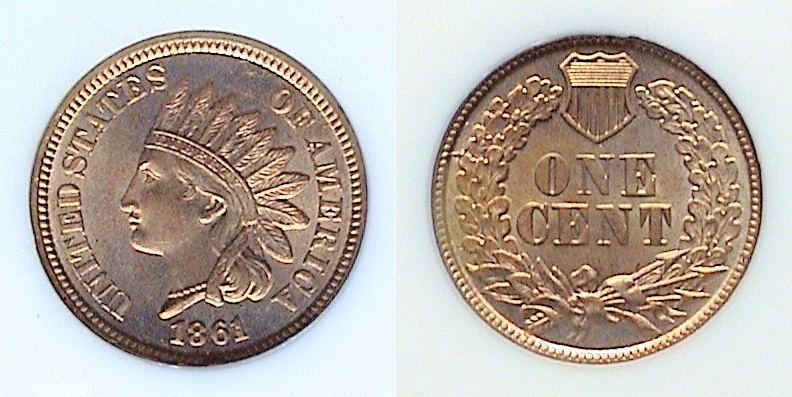 UNITED STATES OF AMERICA
1861
ONE
CENT